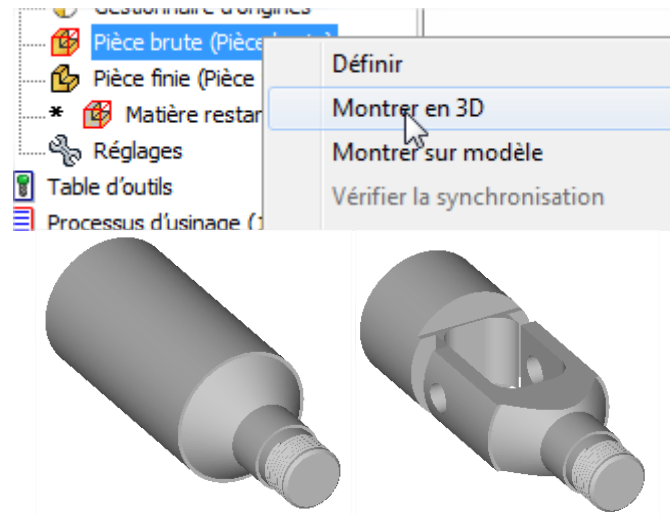 Gestionnaire d'origines
Pièce brute (Pièce
Définir
Pièce finie (Pièce
Montrer en 3D
* Matière restan
Montrer sur modèle
Réglages
Vérifier la synchronisation
Table d'outils
Processus d'usinage (1